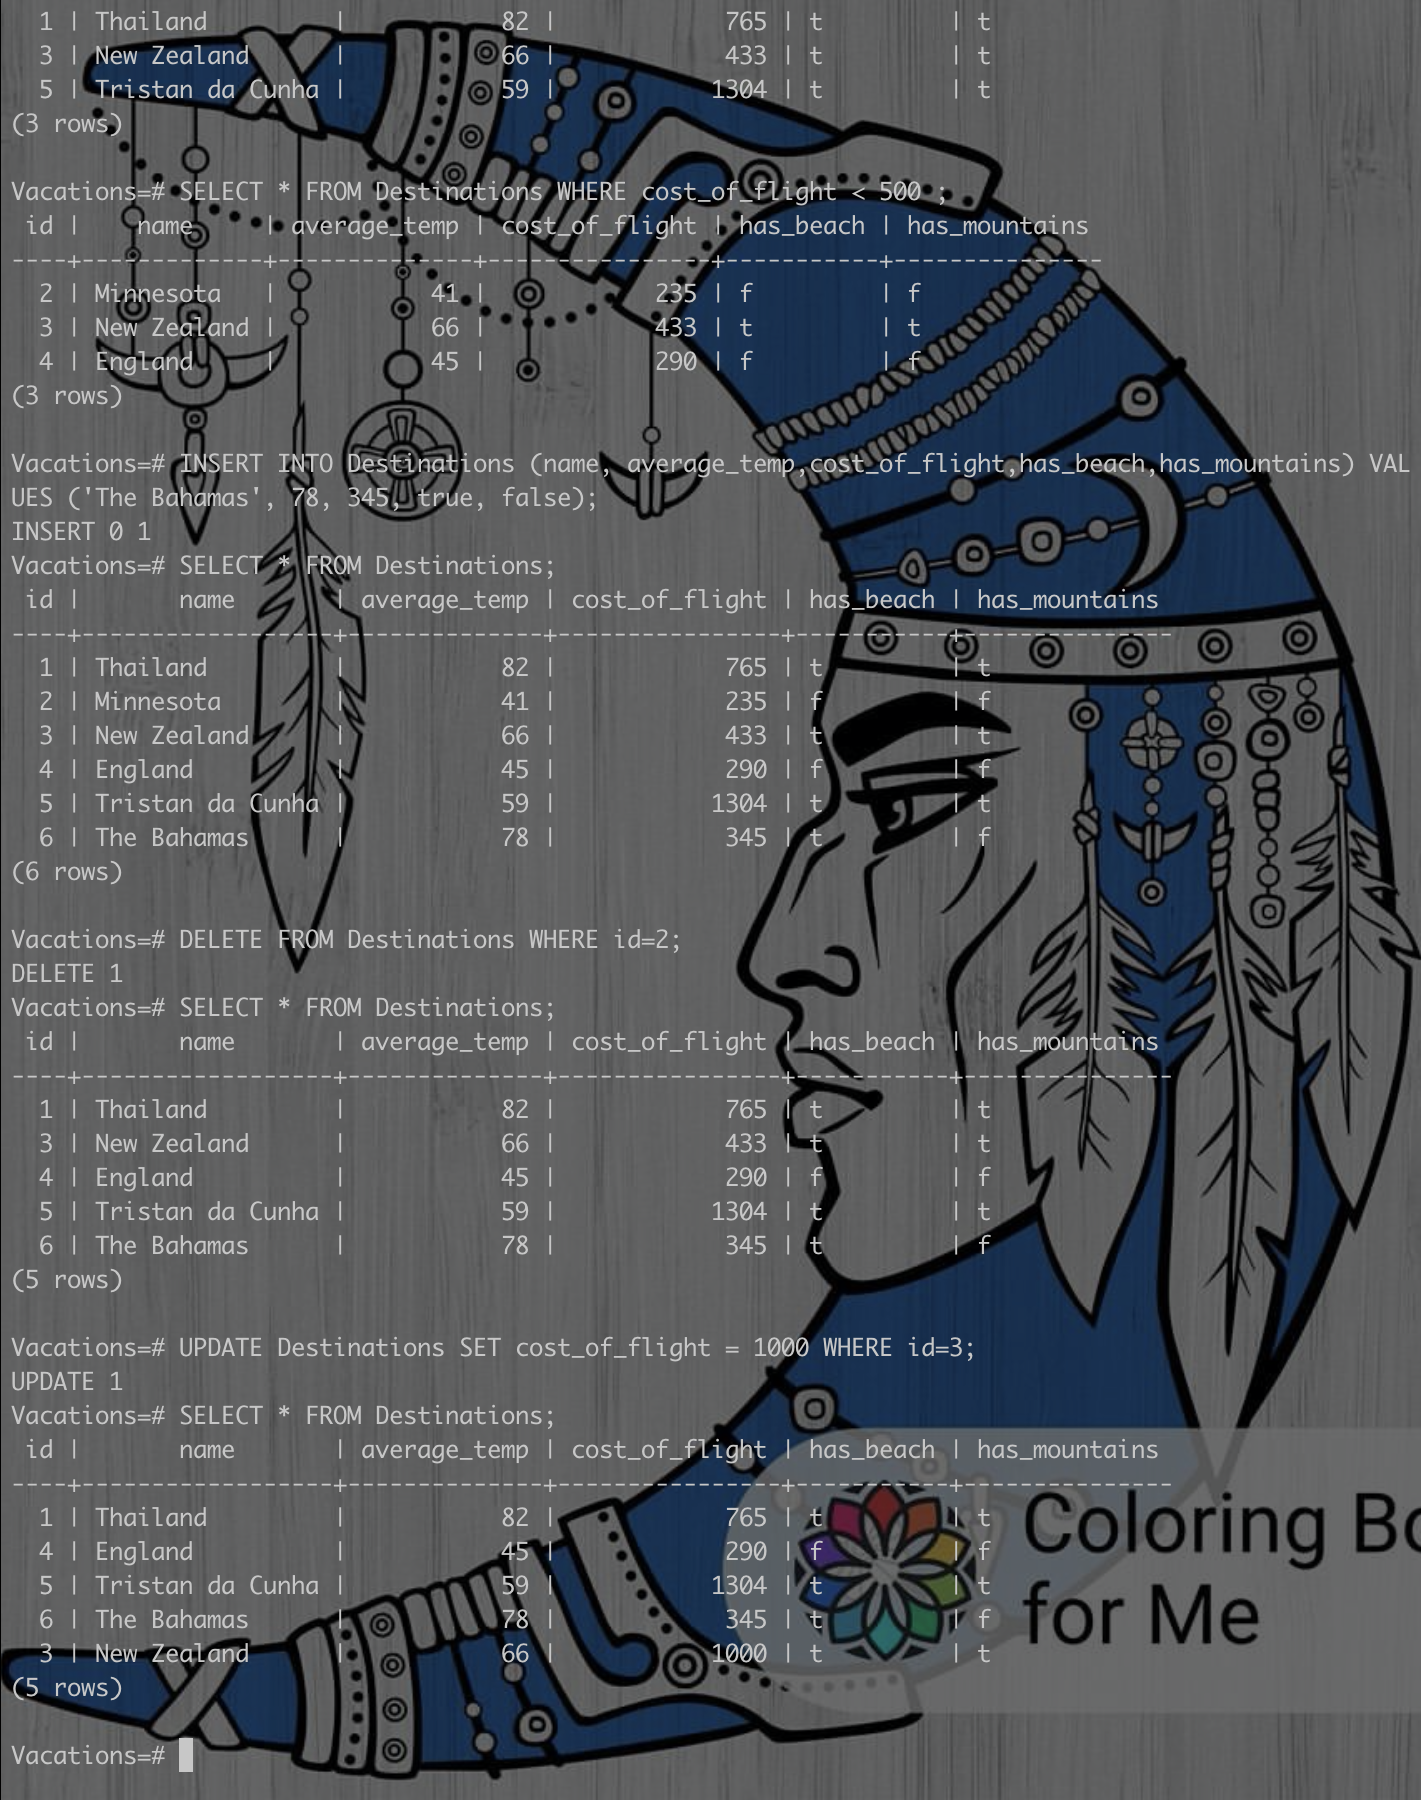 1 | Thailand         |           82 |            765 | t         | t
  3 | New Zealand      |           66 |            433 | t         | t
  5 | Tristan da Cunha |           59 |           1304 | t         | t
(3 rows)

Vacations=# SELECT * FROM Destinations WHERE cost_of_flight < 500 ;
 id |    name     | average_temp | cost_of_flight | has_beach | has_mountains
----+-------------+--------------+----------------+-----------+---------------
  2 | Minnesota   |           41 |            235 | f         | f
  3 | New Zealand |           66 |            433 | t         | t
  4 | England     |           45 |            290 | f         | f
(3 rows)

Vacations=# INSERT INTO Destinations (name, average_temp,cost_of_flight,has_beach,has_mountains) VAL
UES ('The Bahamas', 78, 345, true, false);
INSERT 0 1
Vacations=# SELECT * FROM Destinations;
 id |       name       | average_temp | cost_of_flight | has_beach | has_mountains
----+------------------+--------------+----------------+-----------+---------------
  1 | Thailand         |           82 |            765 | t         | t
  2 | Minnesota        |           41 |            235 | f         | f
  3 | New Zealand      |           66 |            433 | t         | t
  4 | England          |           45 |            290 | f         | f
  5 | Tristan da Cunha |           59 |           1304 | t         | t
  6 | The Bahamas      |           78 |            345 | t         | f
(6 rows)

Vacations=# DELETE FROM Destinations WHERE id=2;
DELETE 1
Vacations=# SELECT * FROM Destinations;
 id |       name       | average_temp | cost_of_flight | has_beach | has_mountains
----+------------------+--------------+----------------+-----------+---------------
  1 | Thailand         |           82 |            765 | t         | t
  3 | New Zealand      |           66 |            433 | t         | t
  4 | England          |           45 |            290 | f         | f
  5 | Tristan da Cunha |           59 |           1304 | t         | t
  6 | The Bahamas      |           78 |            345 | t         | f
(5 rows)

Vacations=# UPDATE Destinations SET cost_of_flight = 1000 WHERE id=3;
UPDATE 1
Vacations=# SELECT * FROM Destinations;
 id |       name       | average_temp | cost_of_flight | has_beach | has_mountains
----+------------------+--------------+----------------+-----------+---------------
  1 | Thailand         |           82 |            765 | t         | t
  4 | England          |           45 |            290 | f         | f
  5 | Tristan da Cunha |           59 |           1304 | t         | t
  6 | The Bahamas      |           78 |            345 | t         | f
  3 | New Zealand      |           66 |           1000 | t         | t
(5 rows)

Vacations=#
Coloring Bo
for Me